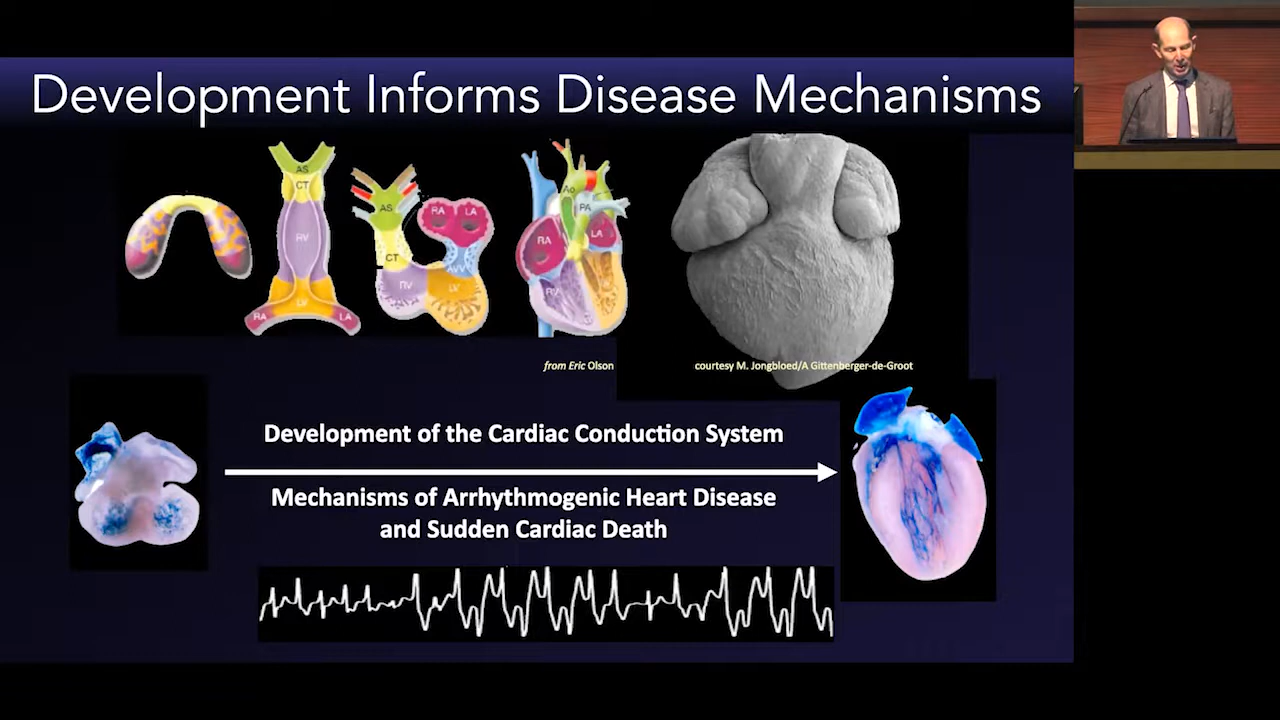 Development Informs Disease Mechanisms
AS
CT
RV
LV
RA
LA
AS
RA
LA
CT
AVV
RV
LV
Ao
PA
RA
LA
RV
from Eric Olson
courtesy M. Jongbloed/A Gittenberger-de-Groot
Development of the Cardiac Conduction System
Mechanisms of Arrhythmogenic Heart Disease
and Sudden Cardiac Death